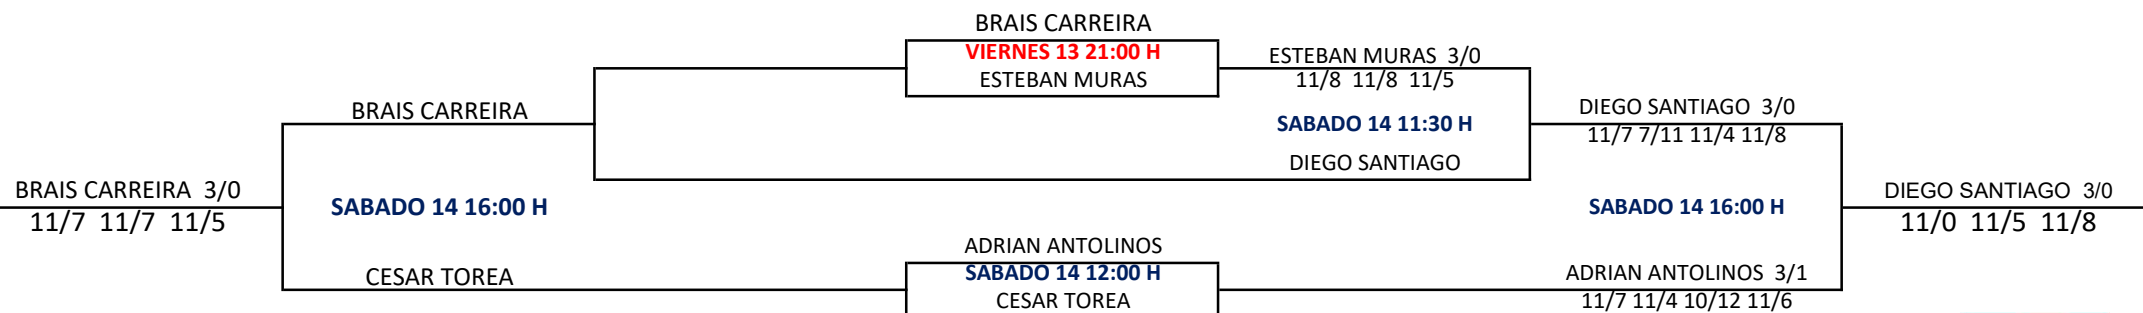 BRAIS CARREIRA
VIERNES 13 21:00 H
ESTEBAN MURAS 3/0
ESTEBAN MURAS
11/8 11/8 11/5
BRAIS CARREIRA
DIEGO SANTIAGO 3/0
SABADO 14 11:30 H
11/7 7/11 11/4 11/8
DIEGO SANTIAGO
BRAIS CARREIRA 3/0
DIEGO SANTIAGO 3/0
SABADO 14 16:00 H
SABADO 14 16:00 H
11/7 11/7 11/5
11/0 11/5 11/8
ADRIAN ANTOLINOS
CESAR TOREA
SABADO 14 12:00 H
ADRIAN ANTOLINOS 3/1
CESAR TOREA
11/7 11/4 10/12 11/6